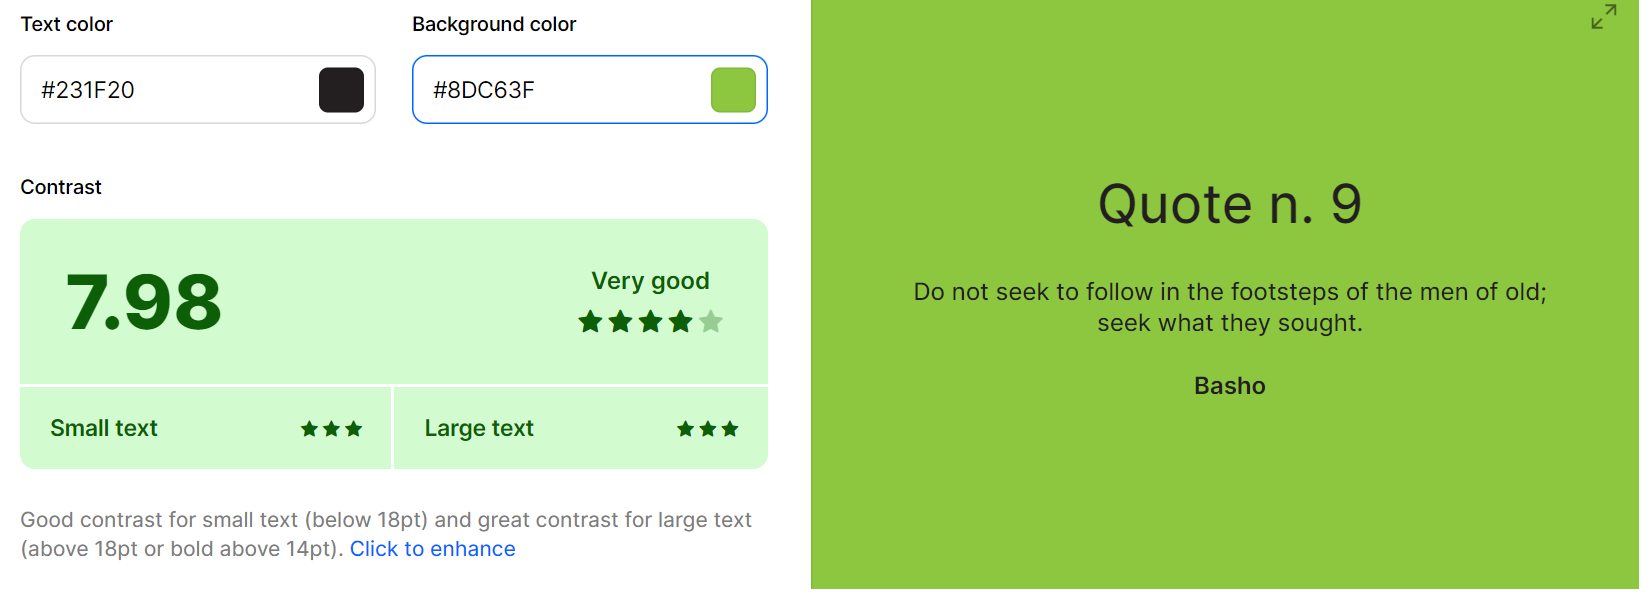 Text color
Background color
#231F20
#8DC63F
Contrast
7.98
Very good
Small text
Large text
Good contrast for small text (below 18pt) and great contrast for large text
(above 18pt or bold above 14pt). Click to enhance
Quote n. 9
Do not seek to follow in the footsteps of the men of old;
seek what they sought.
Basho